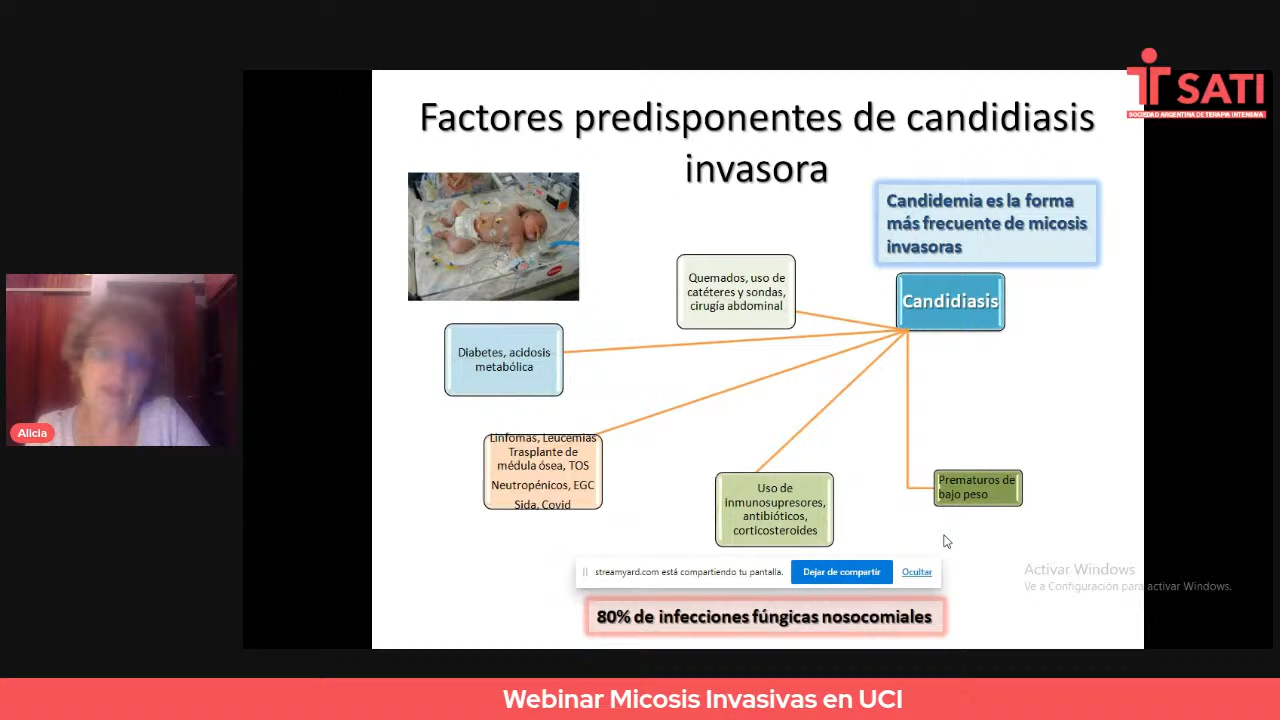 SATI
SOCIEDAD ARGENTINA DE TERAPIA INTENSIVA
Factores predisponentes de candidiasis
invasora
Candidemia es la forma
más frecuente de micosis
invasoras
Quemados, uso de
catéteres y sondas,
cirugía abdominal
Candidiasis
Diabetes, acidosis
metabólica
Linfomas, Leucemias
Trasplante de
médula ósea, TOS
Neutropénicos, EGC
Sida, Covid
Uso de
inmunosupresores,
antibióticos,
corticosteroides
Prematuros de
bajo peso
Alicia
streamyard.com está compartiendo tu pantalla.
Dejar de compartir
Ocultar
Activar Windows
Ve a Configuración para activar Windows.
80% de infecciones fúngicas nosocomiales
Webinar Micosis Invasivas en UCI